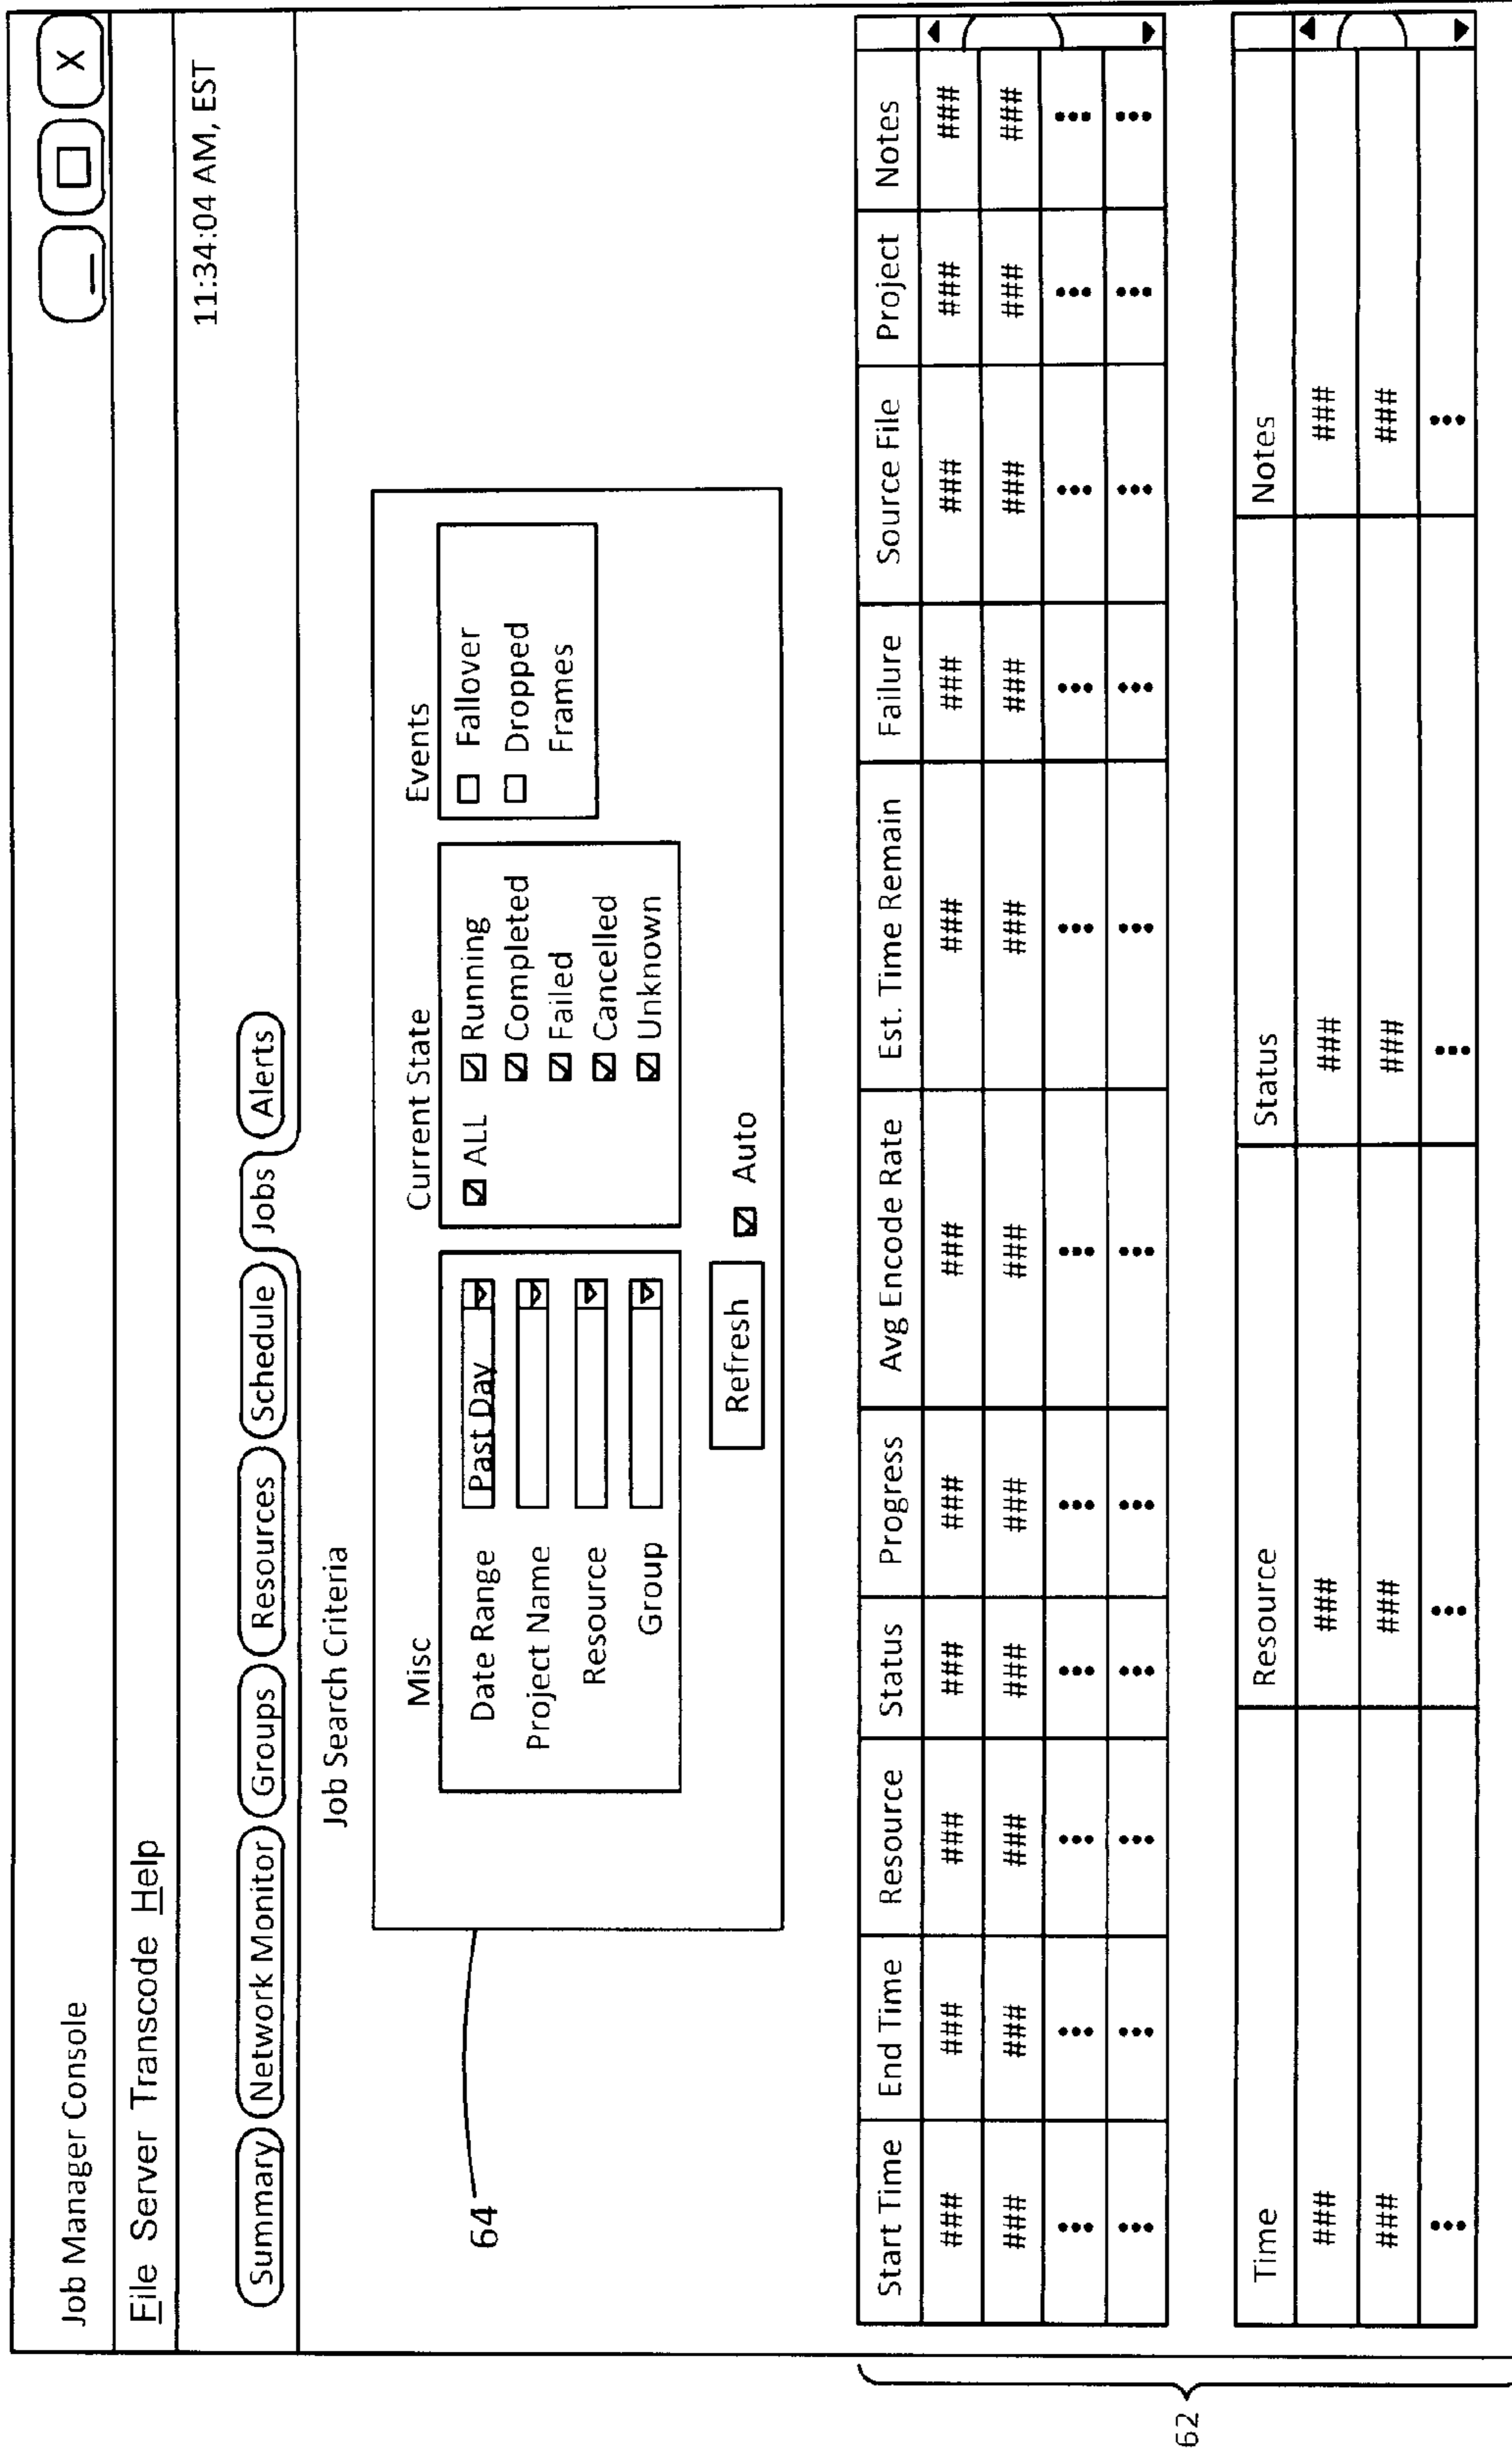 Job Manager Console
_ □ X
File Server Transcode Help
11:34:04 AM, EST
Summary Network Monitor Groups Resources Schedule Jobs Alerts
Job Search Criteria
64
Misc
Date Range Past Day
Project Name
Resource
Group
Current State
ALL
Running
Completed
Failed
Cancelled
Unknown
Events
Fallover
Dropped
Frames
Refresh
Auto
62
Start Time End Time Resource Status Progress Avg Encode Rate Est. Time Remain Failure Source File Project Notes
### ### ### ### ### ### ### ### ### ### ###
### ### ### ### ### ### ### ### ### ### ###
••• ••• ••• ••• ••• ••• ••• ••• ••• ••• •••
••• ••• ••• ••• ••• ••• ••• ••• ••• ••• •••
Time Resource Status Notes
### ### ### ###
### ### ### ###
••• ••• ••• •••